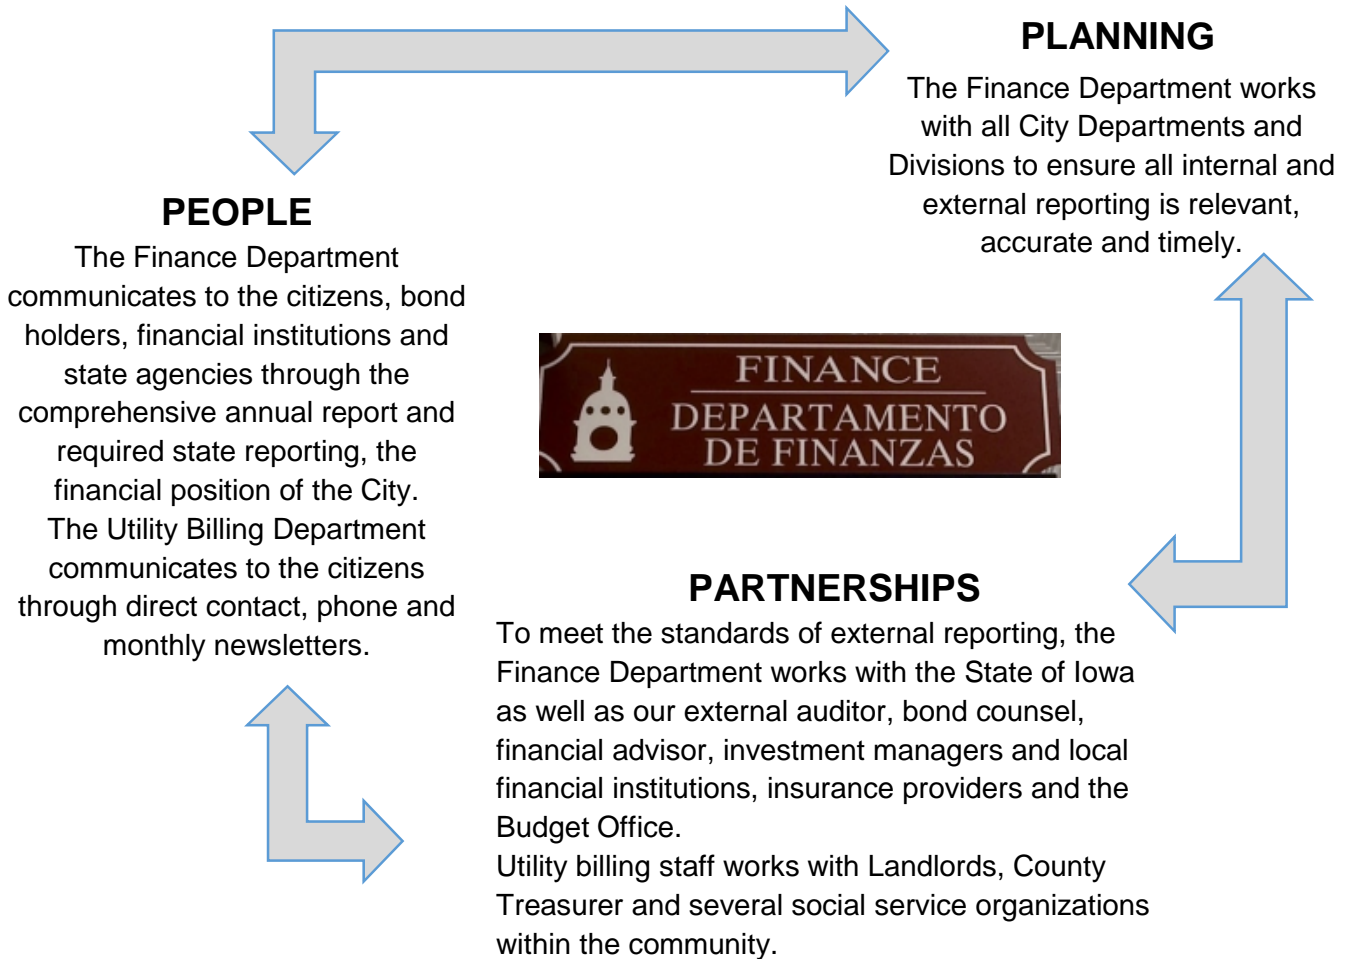 PLANNING
The Finance Department works
with all City Departments and
Divisions to ensure all internal and
external reporting is relevant,
accurate and timely.
PEOPLE
The Finance Department
communicates to the citizens, bond
holders, financial institutions and
state agencies through the
comprehensive annual report and
required state reporting, the
financial position of the City.
The Utility Billing Department
communicates to the citizens
through direct contact, phone and
monthly newsletters.
FINANCE
DEPARTAMENTO
DE FINANZAS
PARTNERSHIPS
To meet the standards of external reporting, the
Finance Department works with the State of Iowa
as well as our external auditor, bond counsel,
financial advisor, investment managers and local
financial institutions, insurance providers and the
Budget Office.
Utility billing staff works with Landlords, County
Treasurer and several social service organizations
within the community.